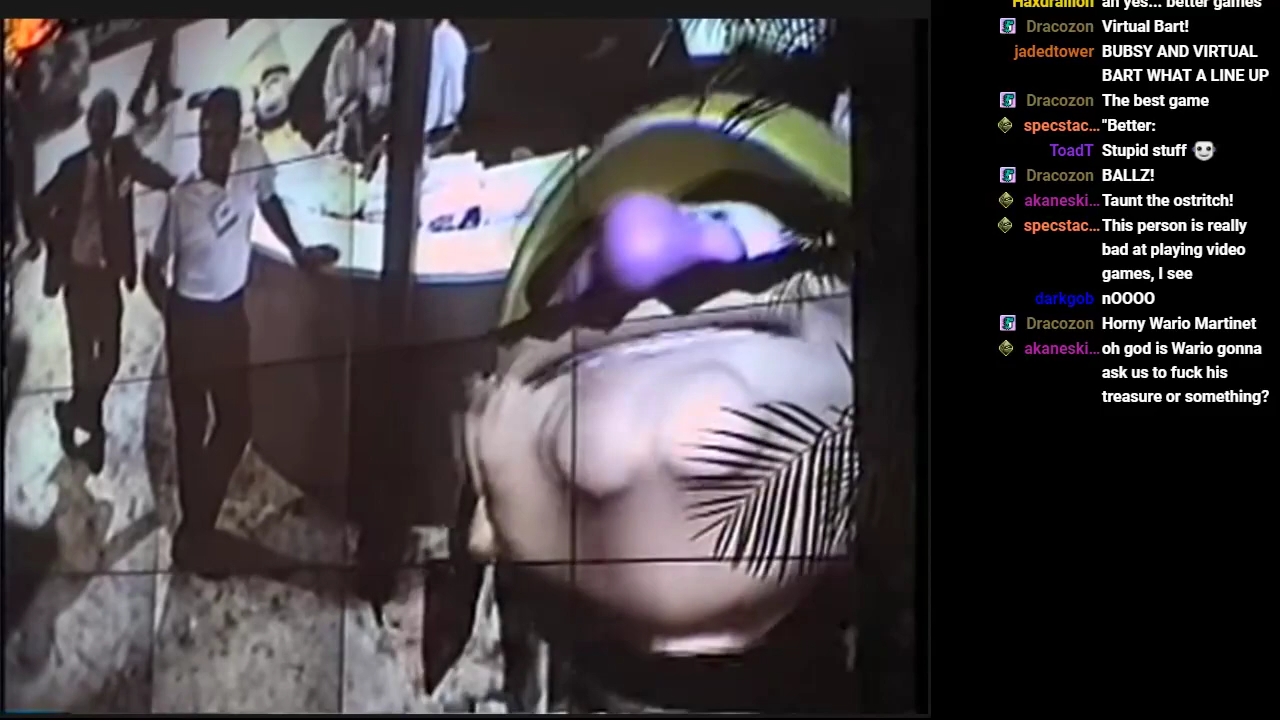 Haxdraiiion an yes... better games
Dracozon Virtual Bart!
jadedtower BUBSY AND VIRTUAL
BART WHAT A LINE UP
Dracozon The best game
specstac... "Better:
ToadT Stupid stuff
Dracozon BALLZ!
akaneski... Taunt the ostritch!
specstac... This person is really
bad at playing video
games, I see
darkgob nOOOO
Dracozon Horny Wario Martinet
akaneski... oh god is Wario gonna
ask us to fuck his
treasure or something?